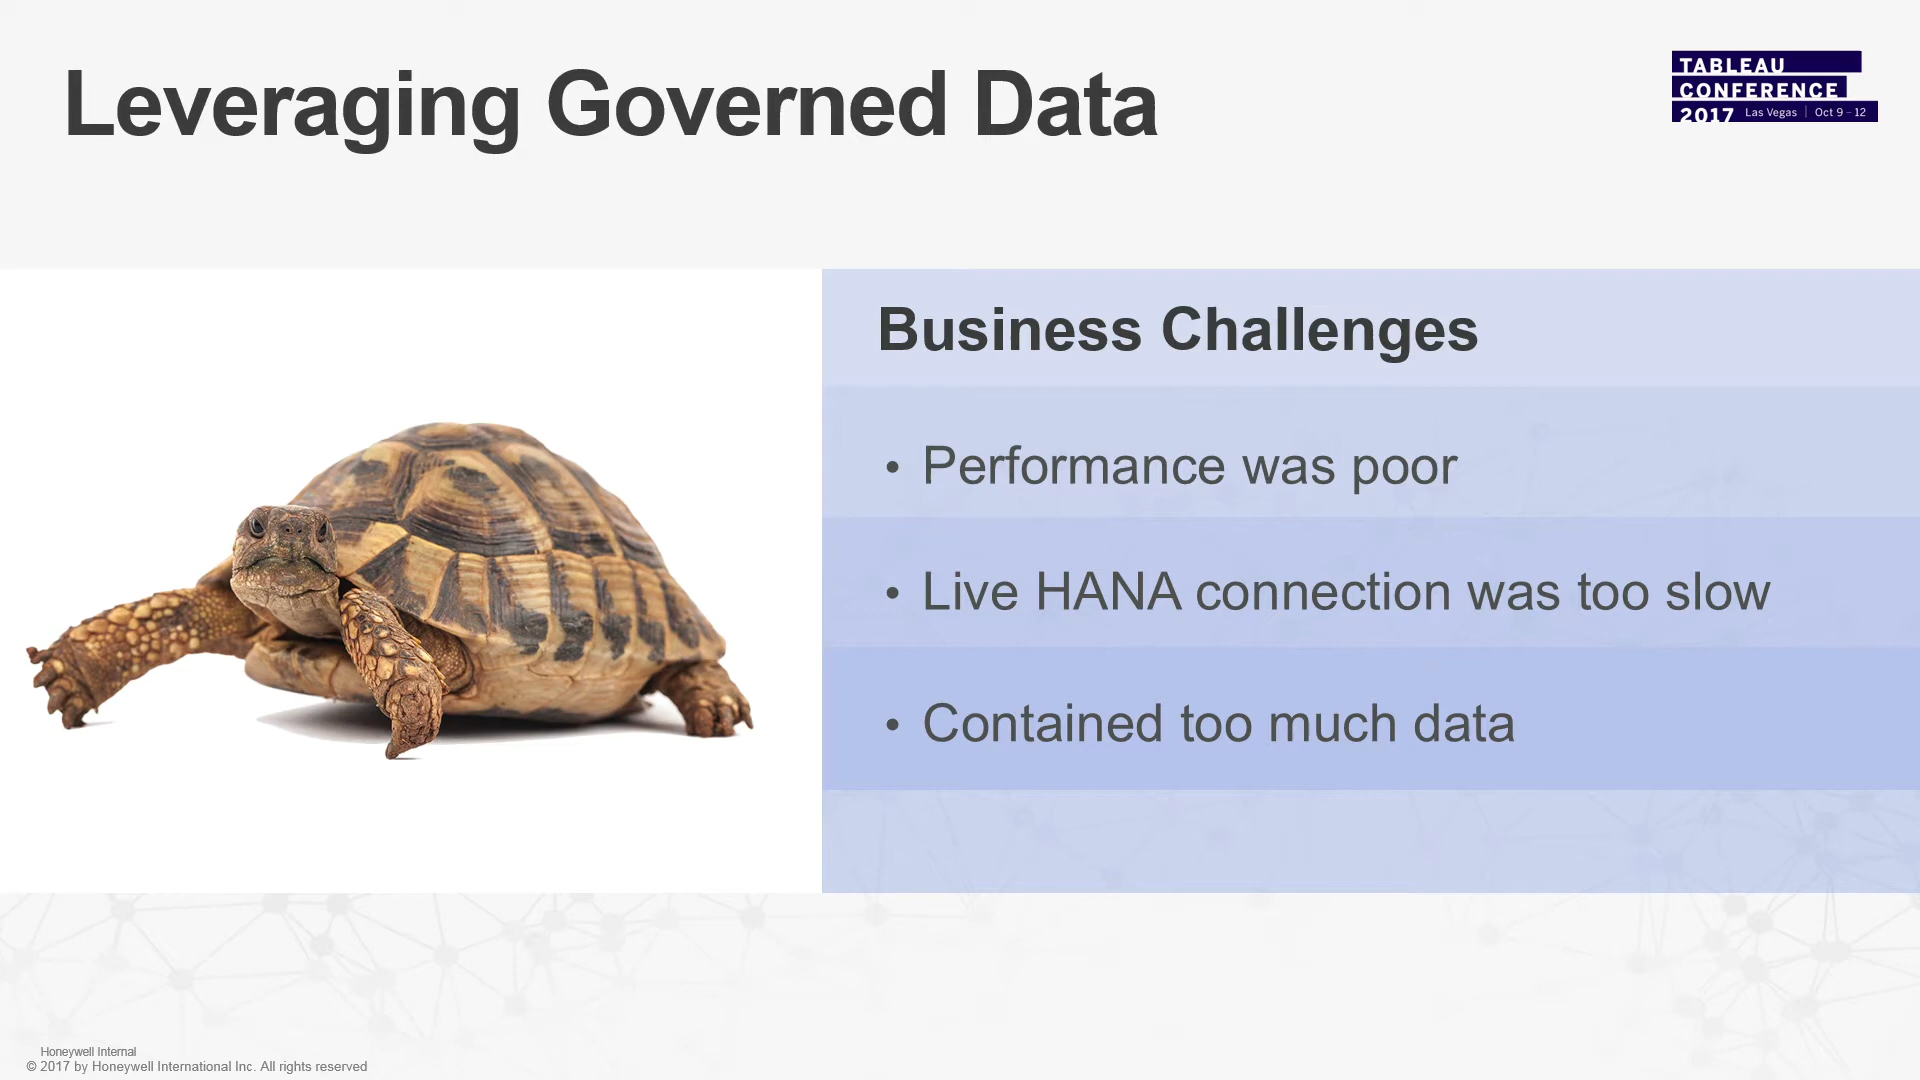 Leveraging Governed Data
TABLEAU
CONFERENCE
2017 Las Vegas | Oct 9 – 12
Business Challenges
• Performance was poor
• Live HANA connection was too slow
• Contained too much data
Honeywell Internal
© 2017 by Honeywell International Inc. All rights reserved